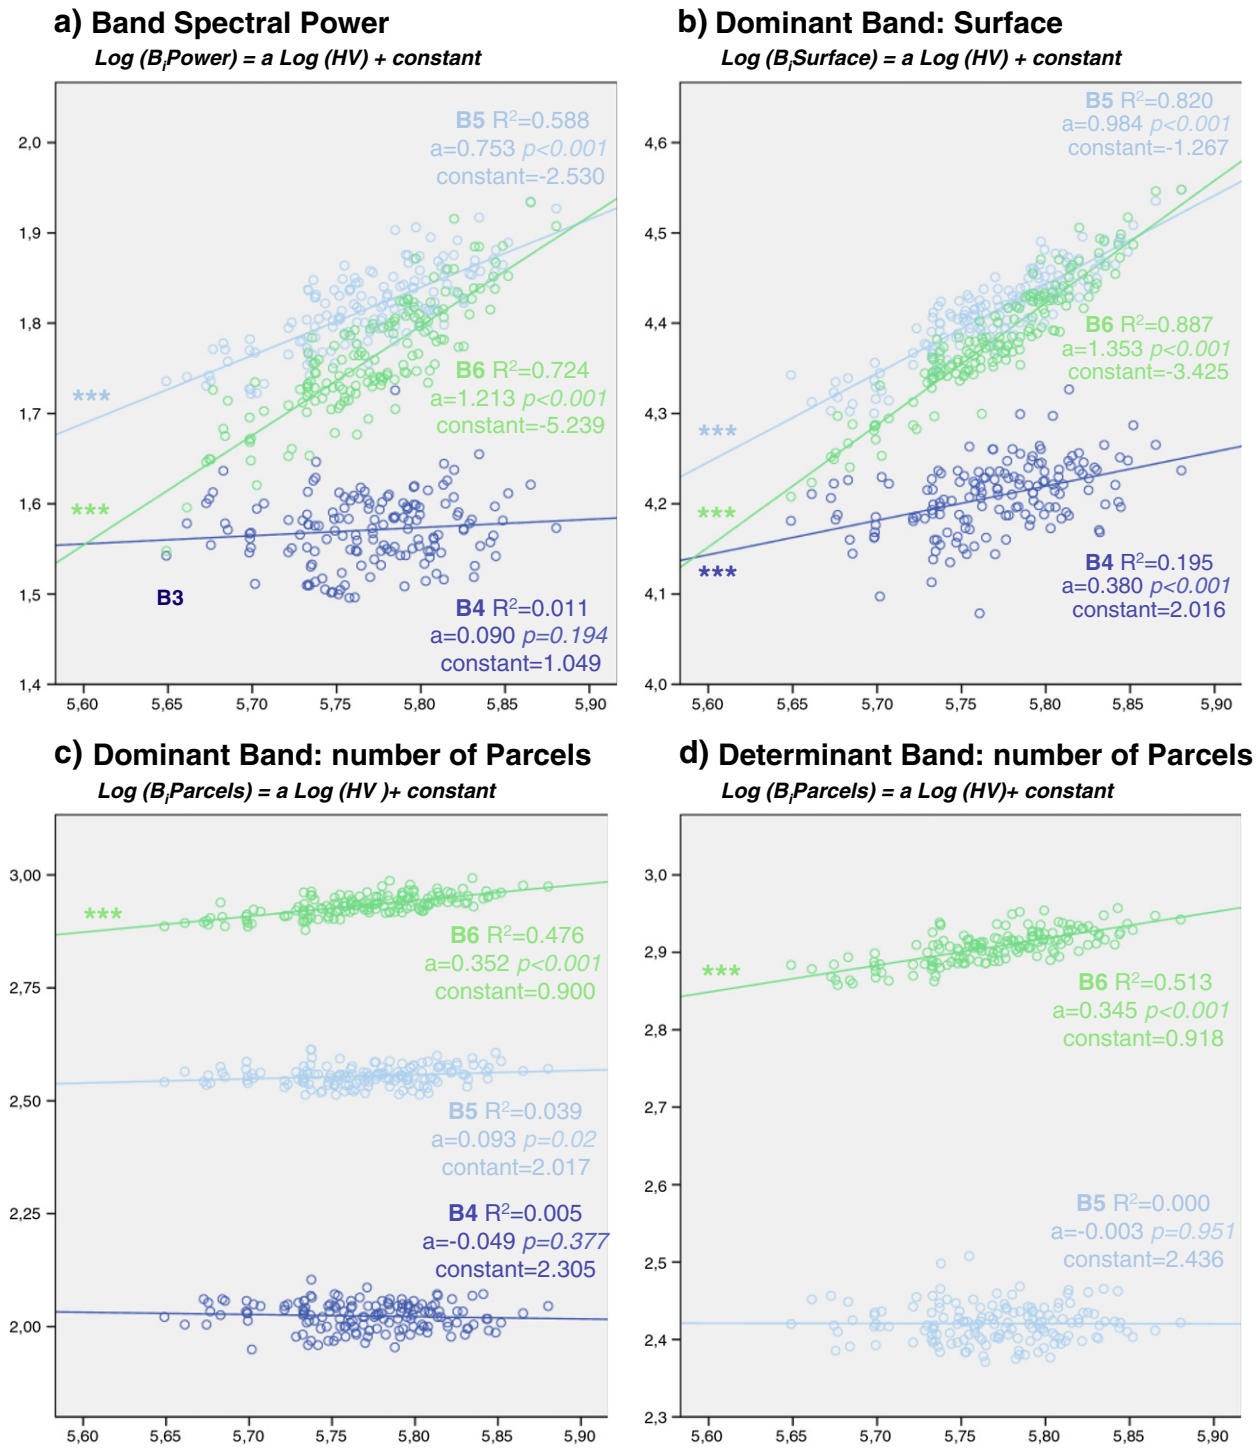 a) Band Spectral Power
Log (BiPower) = a Log (HV) + constant
2,0
1,9
1,8
1,7
1,6
1,5
1,4
B5 R²=0.588
a=0.753 p<0.001
constant=-2.530
B6 R²=0.724
a=1.213 p<0.001
constant=-5.239
***
***
B3
B4 R²=0.011
a=0.090 p=0.194
constant=1.049
5,60 5,65 5,70 5,75 5,80 5,85 5,90
b) Dominant Band: Surface
Log (BiSurface) = a Log (HV) + constant
4,6
4,5
4,4
4,3
4,2
4,1
4,0
B5 R²=0.820
a=0.984 p<0.001
constant=-1.267
B6 R²=0.887
a=1.353 p<0.001
constant=-3.425
***
***
***
B4 R²=0.195
a=0.380 p<0.001
constant=2.016
5,60 5,65 5,70 5,75 5,80 5,85 5,90
c) Dominant Band: number of Parcels
Log (BiParcels) = a Log (HV )+ constant
3,00
2,75
2,50
2,25
2,00
***
B6 R²=0.476
a=0.352 p<0.001
constant=0.900
B5 R²=0.039
a=0.093 p=0.02
contant=2.017
B4 R²=0.005
a=-0.049 p=0.377
constant=2.305
5,60 5,65 5,70 5,75 5,80 5,85 5,90
d) Determinant Band: number of Parcels
Log (BiParcels) = a Log (HV)+ constant
3,0
2,9
2,8
2,7
2,6
2,5
2,4
2,3
***
B6 R²=0.513
a=0.345 p<0.001
constant=0.918
B5 R²=0.000
a=-0.003 p=0.951
constant=2.436
5,60 5,65 5,70 5,75 5,80 5,85 5,90